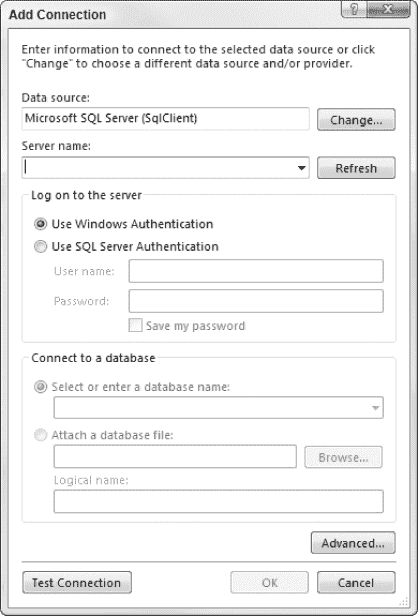 Add Connection
?
Enter information to connect to the selected data source or click
"Change" to choose a different data source and/or provider.
Data source:
Microsoft SQL Server (SqlClient)
Change...
Server name:
Refresh
Log on to the server
Use Windows Authentication
Use SQL Server Authentication
User name:
Password:
Save my password
Connect to a database
Select or enter a database name:
Attach a database file:
Browse...
Logical name:
Advanced...
Test Connection
OK
Cancel